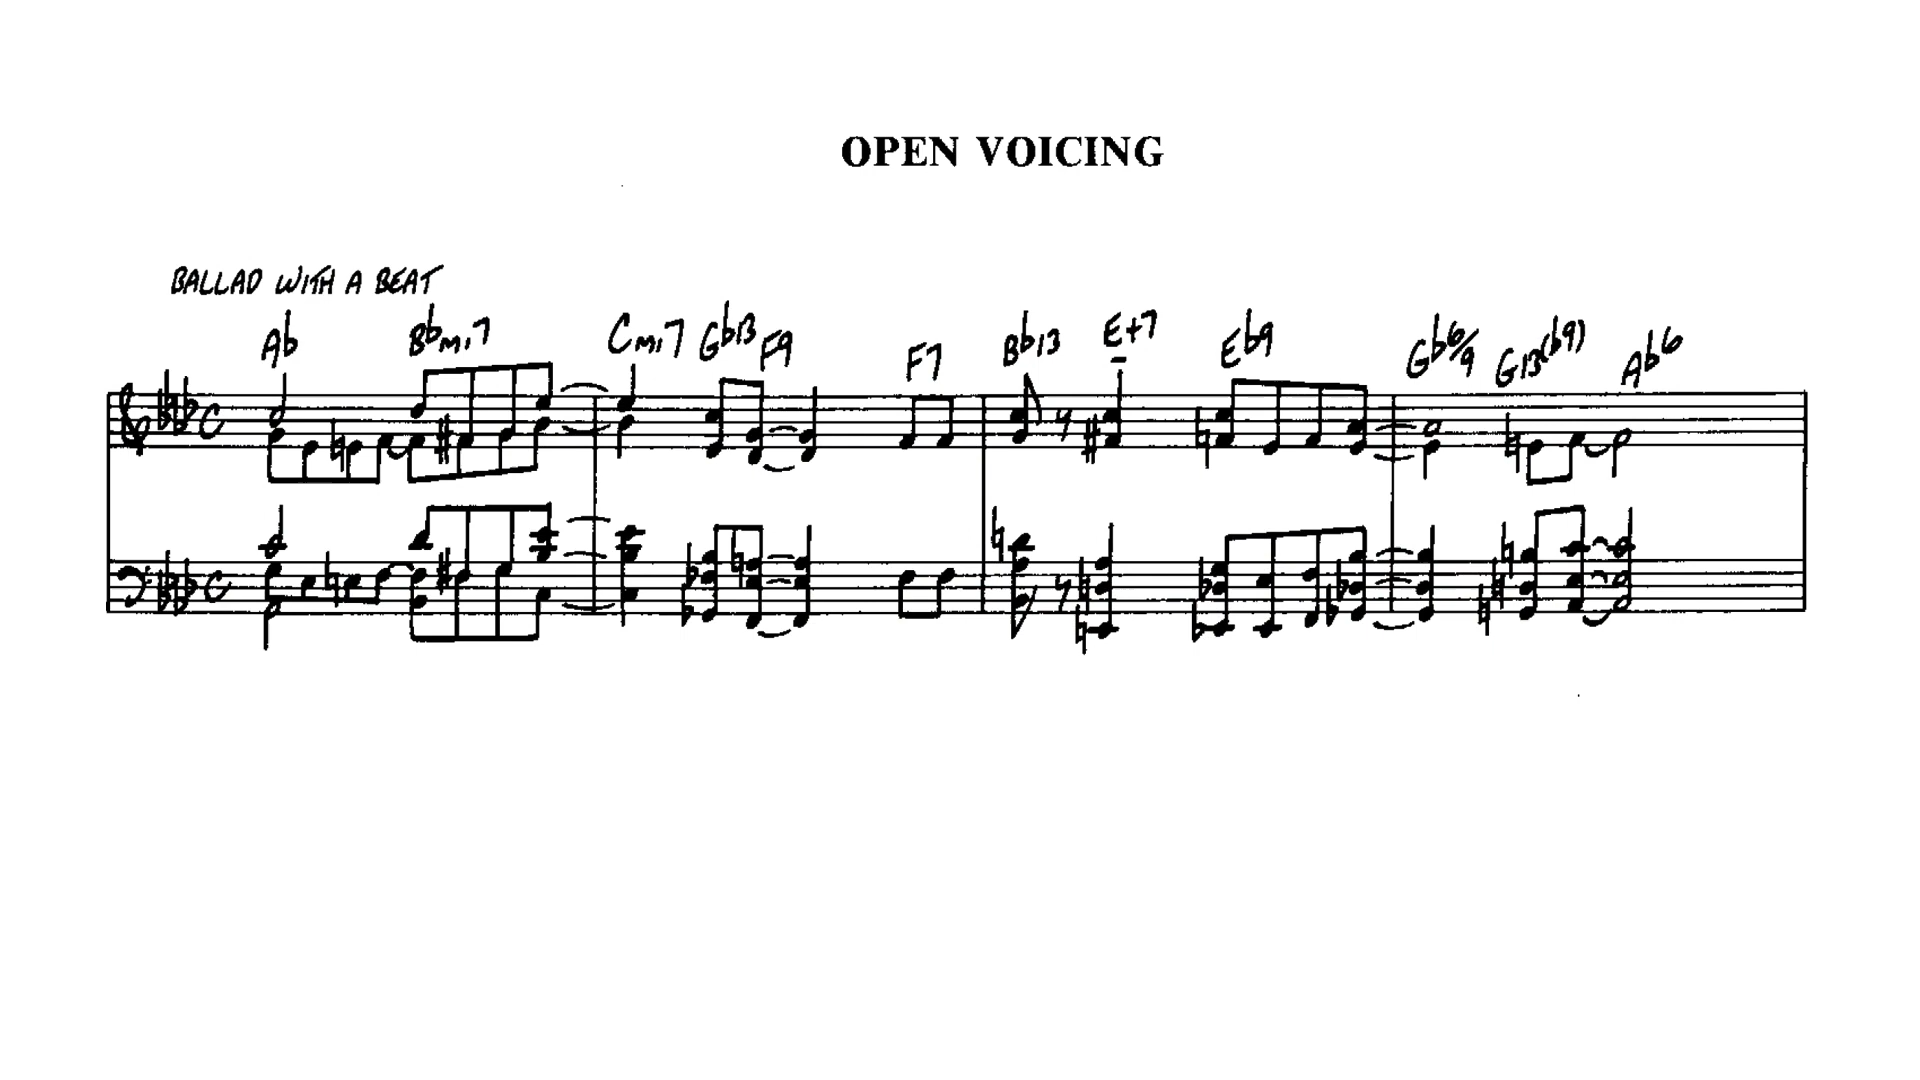 OPEN VOICING
BALLAD WITH A BEAT
Ab Bbmi7 Cmi7 Gb13 F9 F7 Bb13 E+7 Eb9 Gb6/9 G13(b9) Ab6